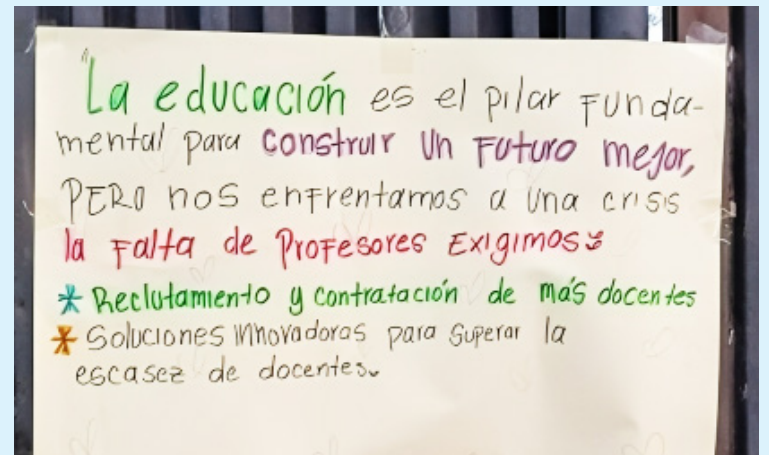 "La educación es el pilar Funda-
mental para construir un Futuro mejor,
PERO nos enfrentamos a una crisis
la Falta de Profesores Exigimos:
* Reclutamiento y contratación de más docentes
* Soluciones innovadoras para superar la
escasez de docentes.